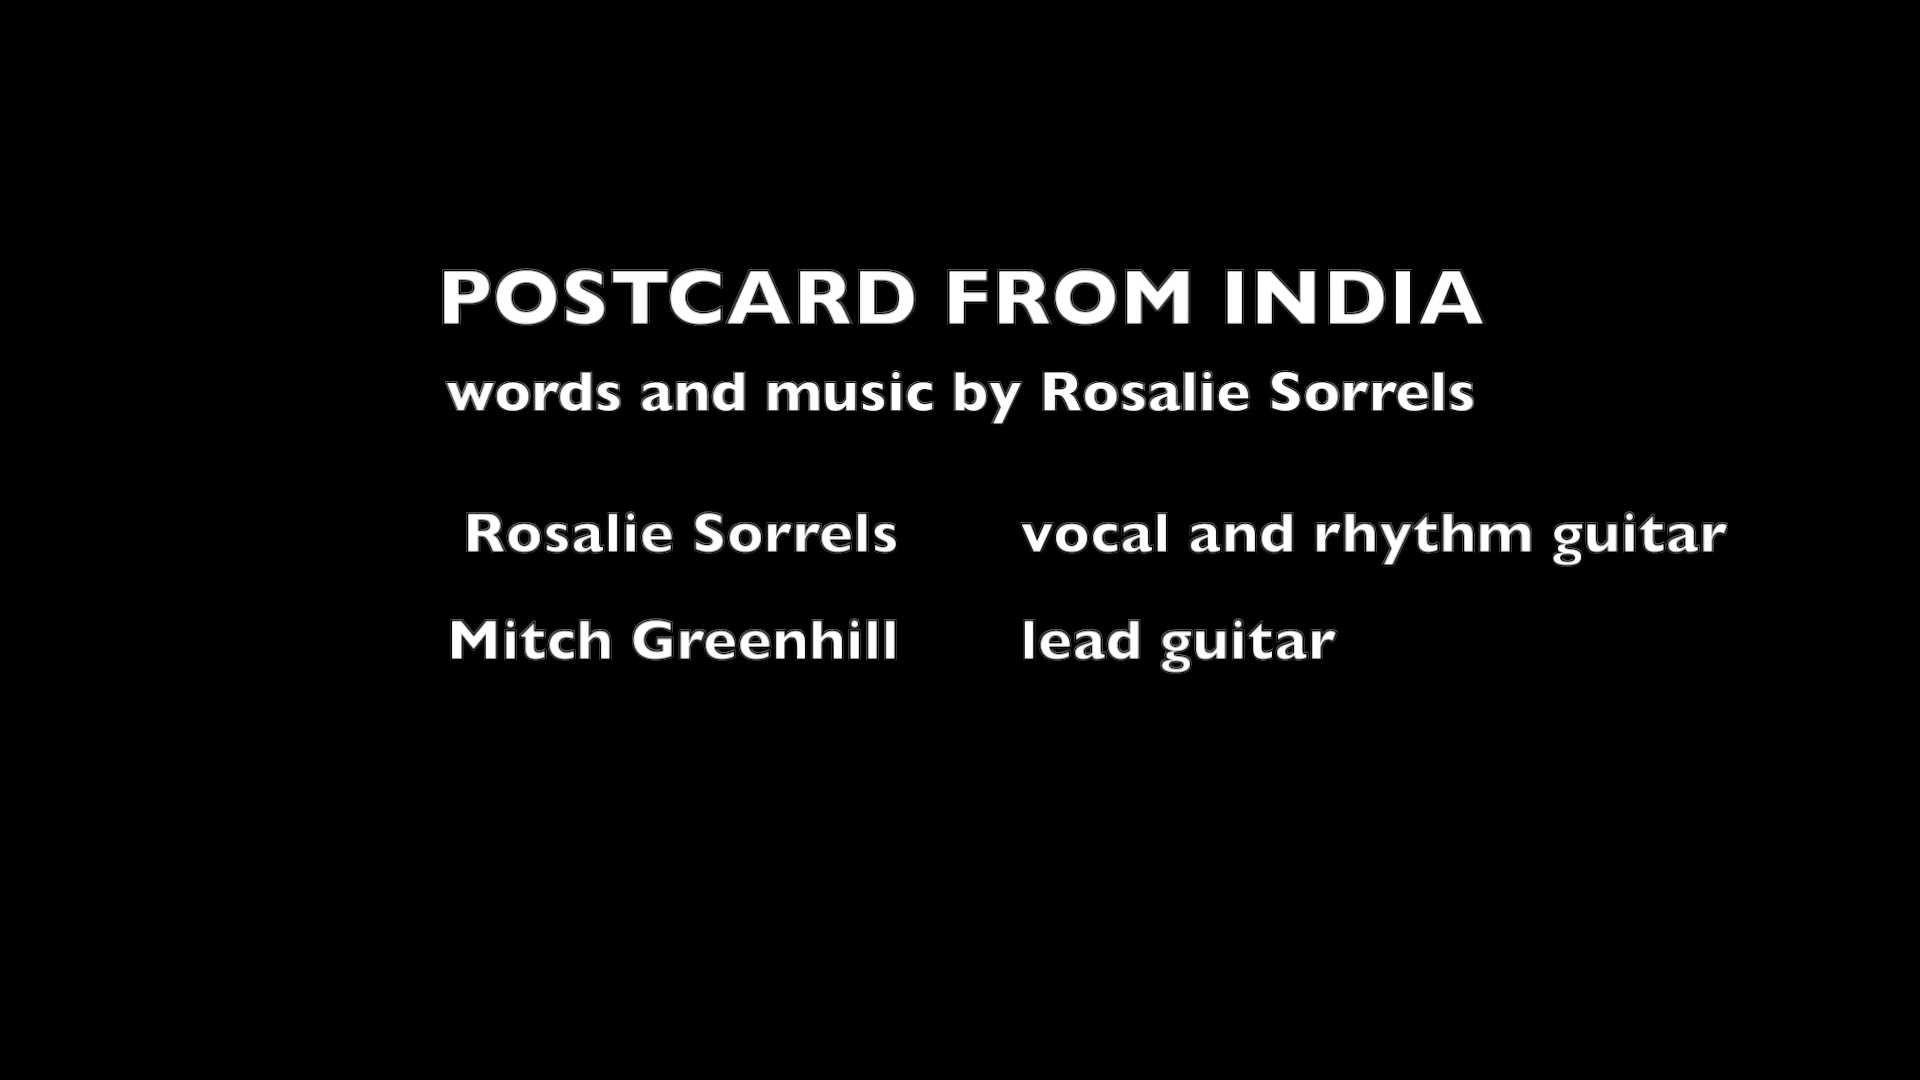 POSTCARD FROM INDIA
words and music by Rosalie Sorrels
Rosalie Sorrels vocal and rhythm guitar
Mitch Greenhill lead guitar